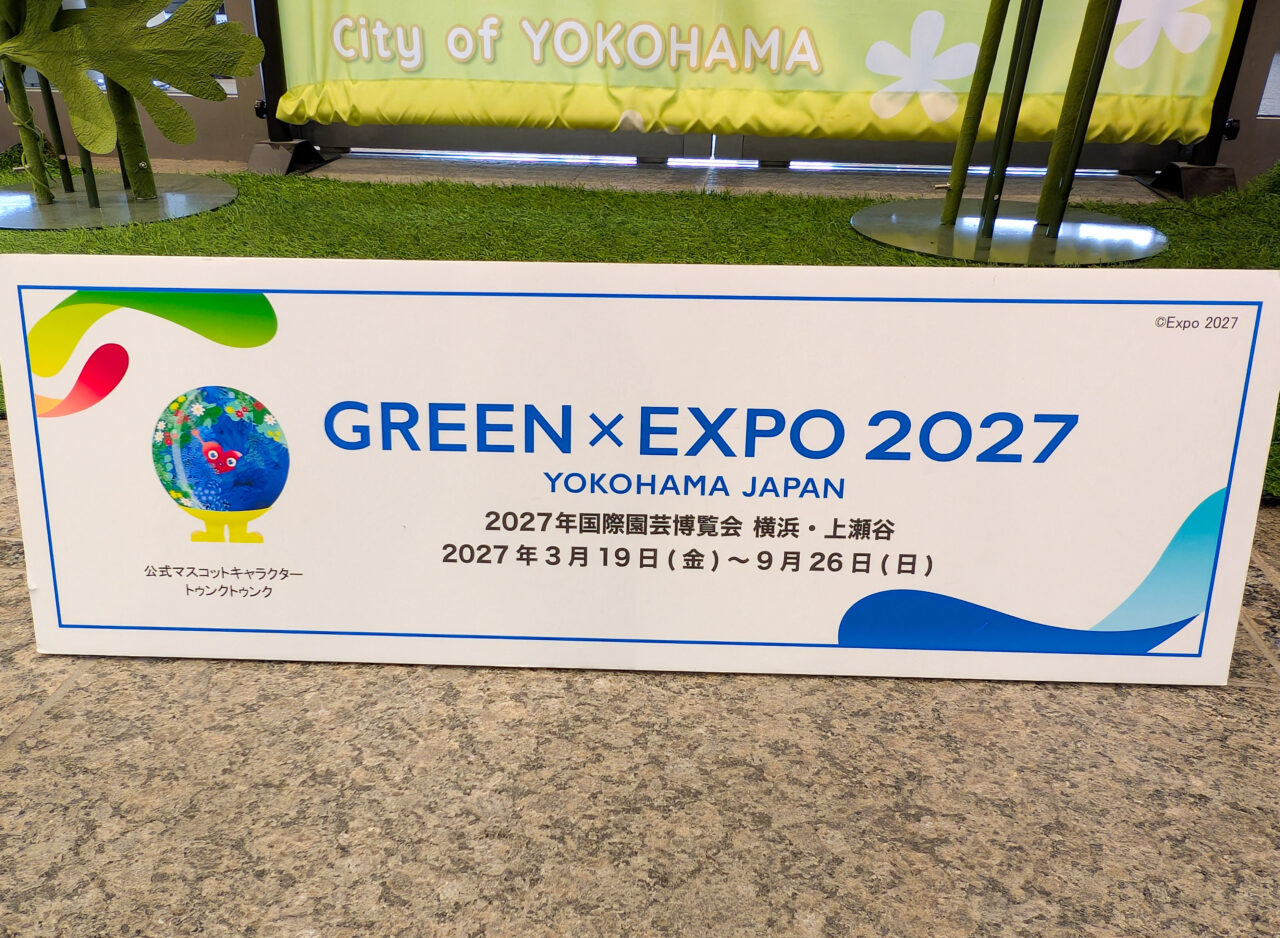 City of YOKOHAMA
©Expo 2027
GREEN×EXPO 2027
YOKOHAMA JAPAN
2027年国際園芸博覧会 横浜・上瀬谷
2027年3月19日(金)～9月26日(日)
公式マスコットキャラクター
トゥンクトゥンク